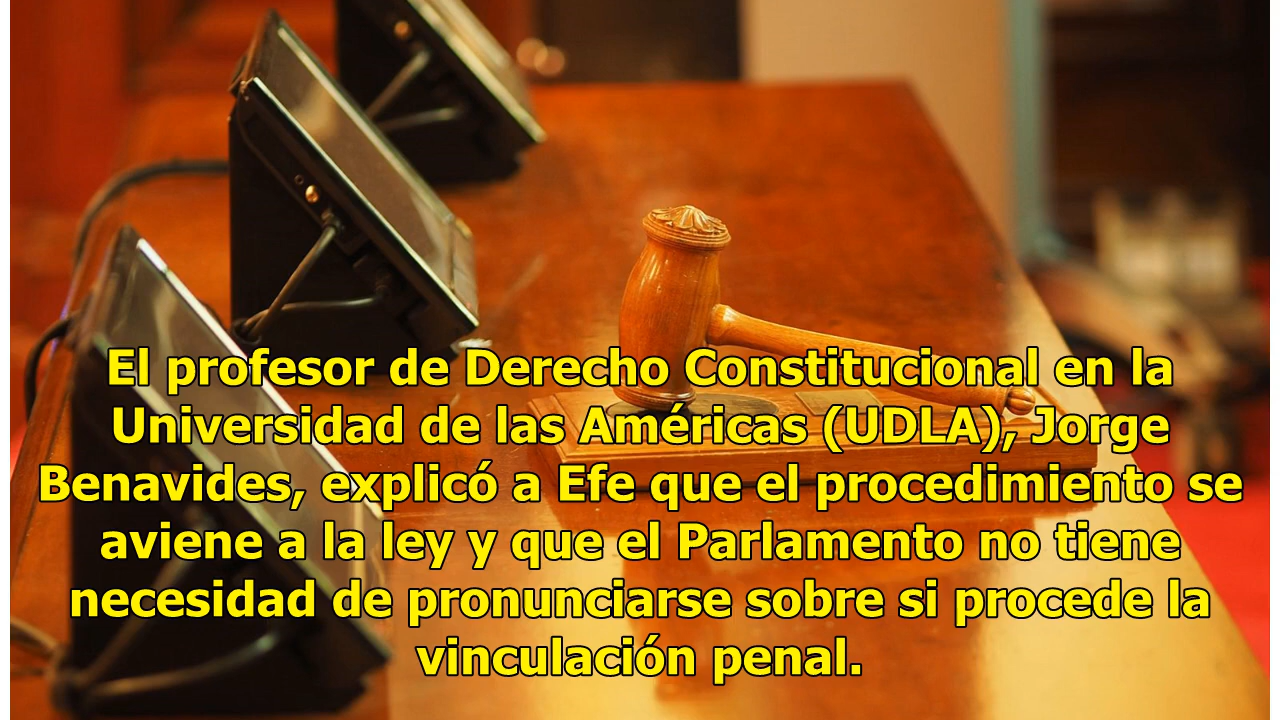 El profesor de Derecho Constitucional en la
Universidad de las Américas (UDLA), Jorge
Benavides, explicó a Efe que el procedimiento se
aviene a la ley y que el Parlamento no tiene
necesidad de pronunciarse sobre si procede la
vinculación penal.